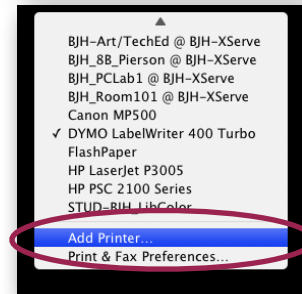 BJH-Art/TechEd @ BJH-XServe
BJH_8B_Pierson @ BJH-XServe
BJH_PCLab1 @ BJH-XServe
BJH_Room101 @ BJH-XServe
Canon MP500
✓ DYMO LabelWriter 400 Turbo
FlashPaper
HP LaserJet P3005
HP PSC 2100 Series
STUD-BJH_LibColor
Add Printer...
Print & Fax Preferences...